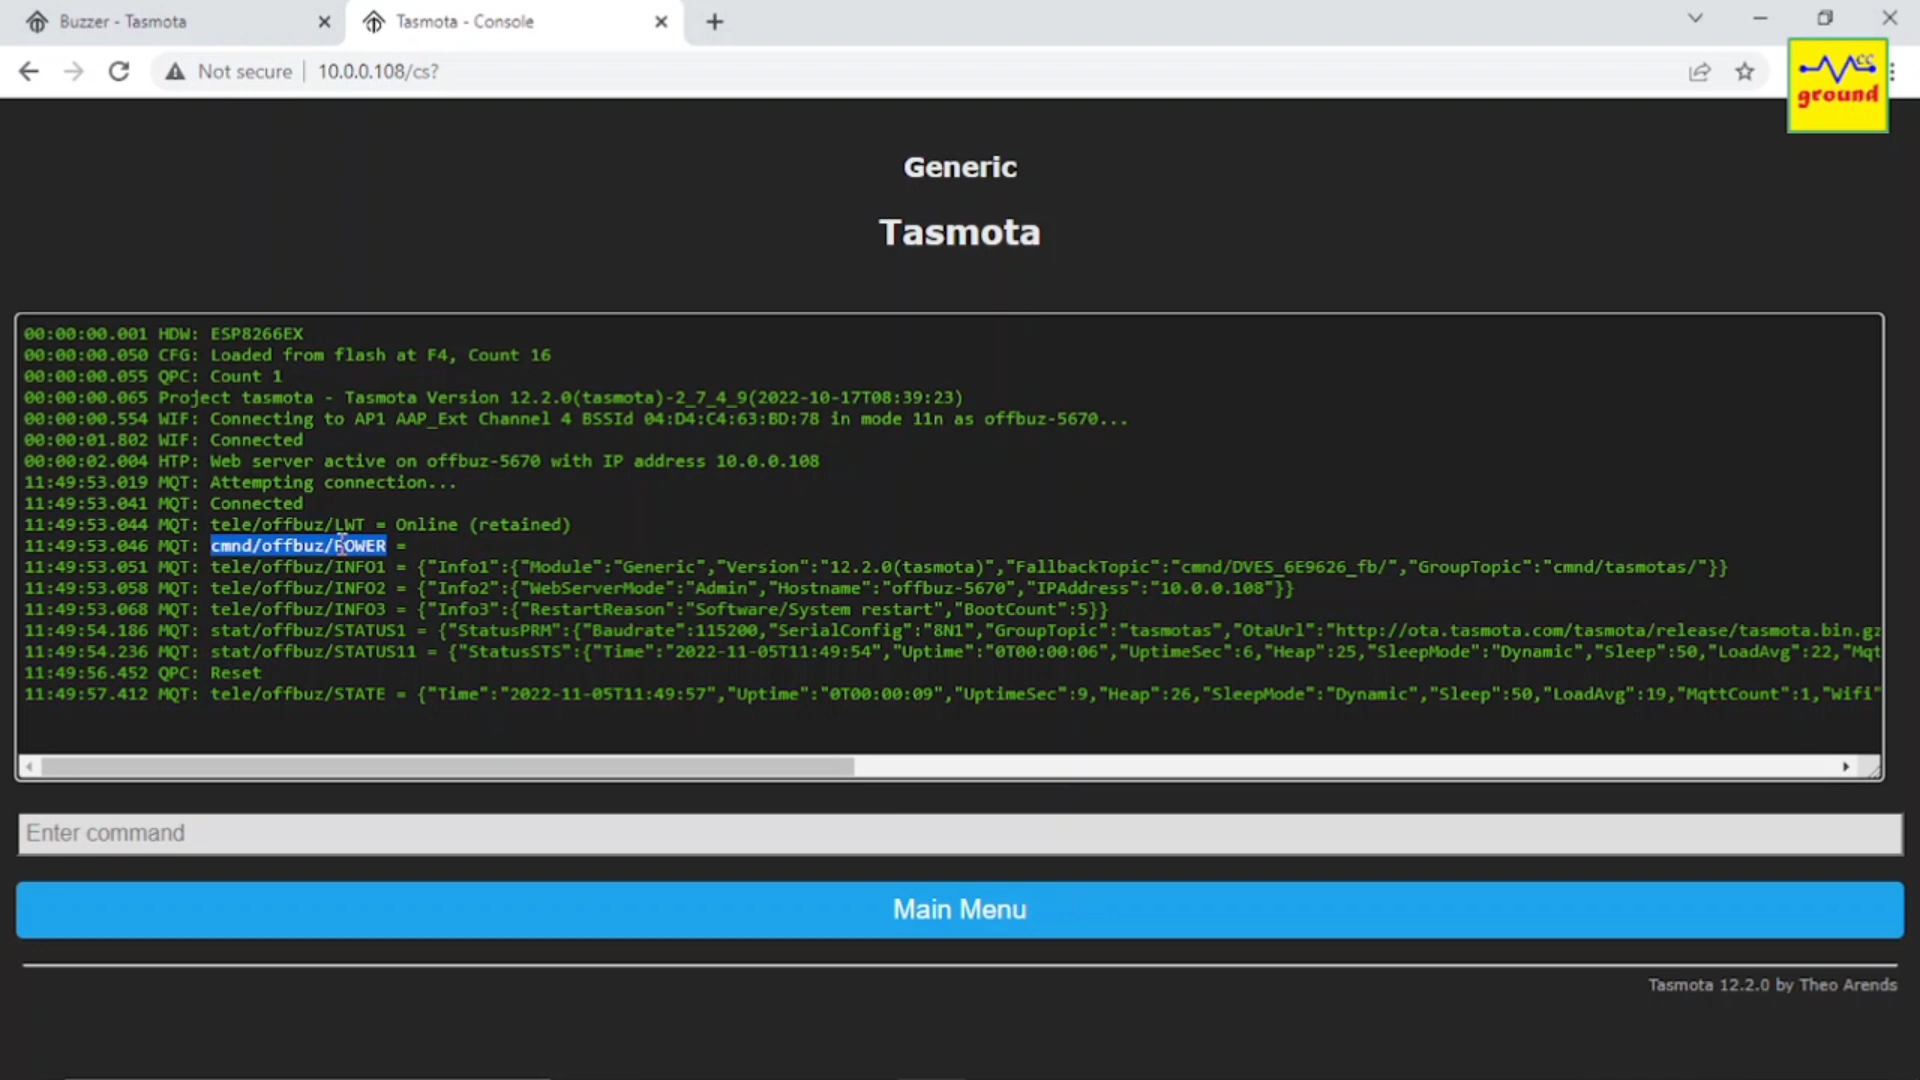 Buzzer - Tasmota
Tasmota - Console
Not secure
10.0.0.108/cs?
CC
ground
Generic
Tasmota
00:00:00.001 HDW: ESP8266EX
00:00:00.050 CFG: Loaded from flash at F4, Count 16
00:00:00.055 QPC: Count 1
00:00:00.065 Project tasmota - Tasmota Version 12.2.0(tasmota)-2_7_4_9(2022-10-17T08:39:23)
00:00:00.554 WIF: Connecting to AP1 AAP_Ext Channel 4 BSSId 04:D4:C4:63:BD:78 in mode 11n as offbuz-5670...
00:00:01.802 WIF: Connected
00:00:02.004 HTP: Web server active on offbuz-5670 with IP address 10.0.0.108
11:49:53.019 MQT: Attempting connection...
11:49:53.041 MQT: Connected
11:49:53.044 MQT: tele/offbuz/LWT = Online (retained)
11:49:53.046 MQT: cmnd/offbuz/POWER =
11:49:53.051 MQT: tele/offbuz/INFO1 = {"Info1":{"Module":"Generic","Version":"12.2.0(tasmota)","FallbackTopic":"cmnd/DVES_6E9626_fb/","GroupTopic":"cmnd/tasmotas/"}}
11:49:53.058 MQT: tele/offbuz/INFO2 = {"Info2":{"WebServerMode":"Admin","Hostname":"offbuz-5670","IPAddress":"10.0.0.108"}}
11:49:53.068 MQT: tele/offbuz/INFO3 = {"Info3":{"RestartReason":"Software/System restart","BootCount":5}}
11:49:54.186 MQT: stat/offbuz/STATUS1 = {"StatusPRM":{"Baudrate":115200,"SerialConfig":"8N1","GroupTopic":"tasmotas","OtaUrl":"http://ota.tasmota.com/tasmota/release/tasmota.bin.gz
11:49:54.236 MQT: stat/offbuz/STATUS11 = {"StatusSTS":{"Time":"2022-11-05T11:49:54","Uptime":"0T00:00:06","UptimeSec":6,"Heap":25,"SleepMode":"Dynamic","Sleep":50,"LoadAvg":22,"Mqt
11:49:56.452 QPC: Reset
11:49:57.412 MQT: tele/offbuz/STATE = {"Time":"2022-11-05T11:49:57","Uptime":"0T00:00:09","UptimeSec":9,"Heap":26,"SleepMode":"Dynamic","Sleep":50,"LoadAvg":19,"MqttCount":1,"Wifi"
Enter command
Main Menu
Tasmota 12.2.0 by Theo Arends